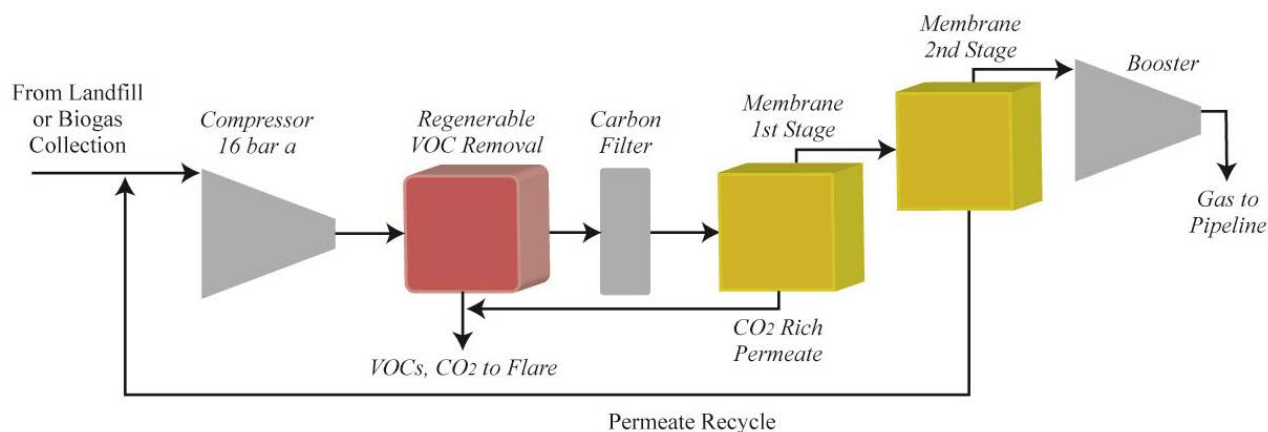 From Landfill
or Biogas
Collection
Compressor
16 bar a
Regenerable
VOC Removal
Carbon
Filter
Membrane
1st Stage
Membrane
2nd Stage
Booster
Gas to
Pipeline
CO2 Rich
Permeate
VOCs, CO2 to Flare
Permeate Recycle